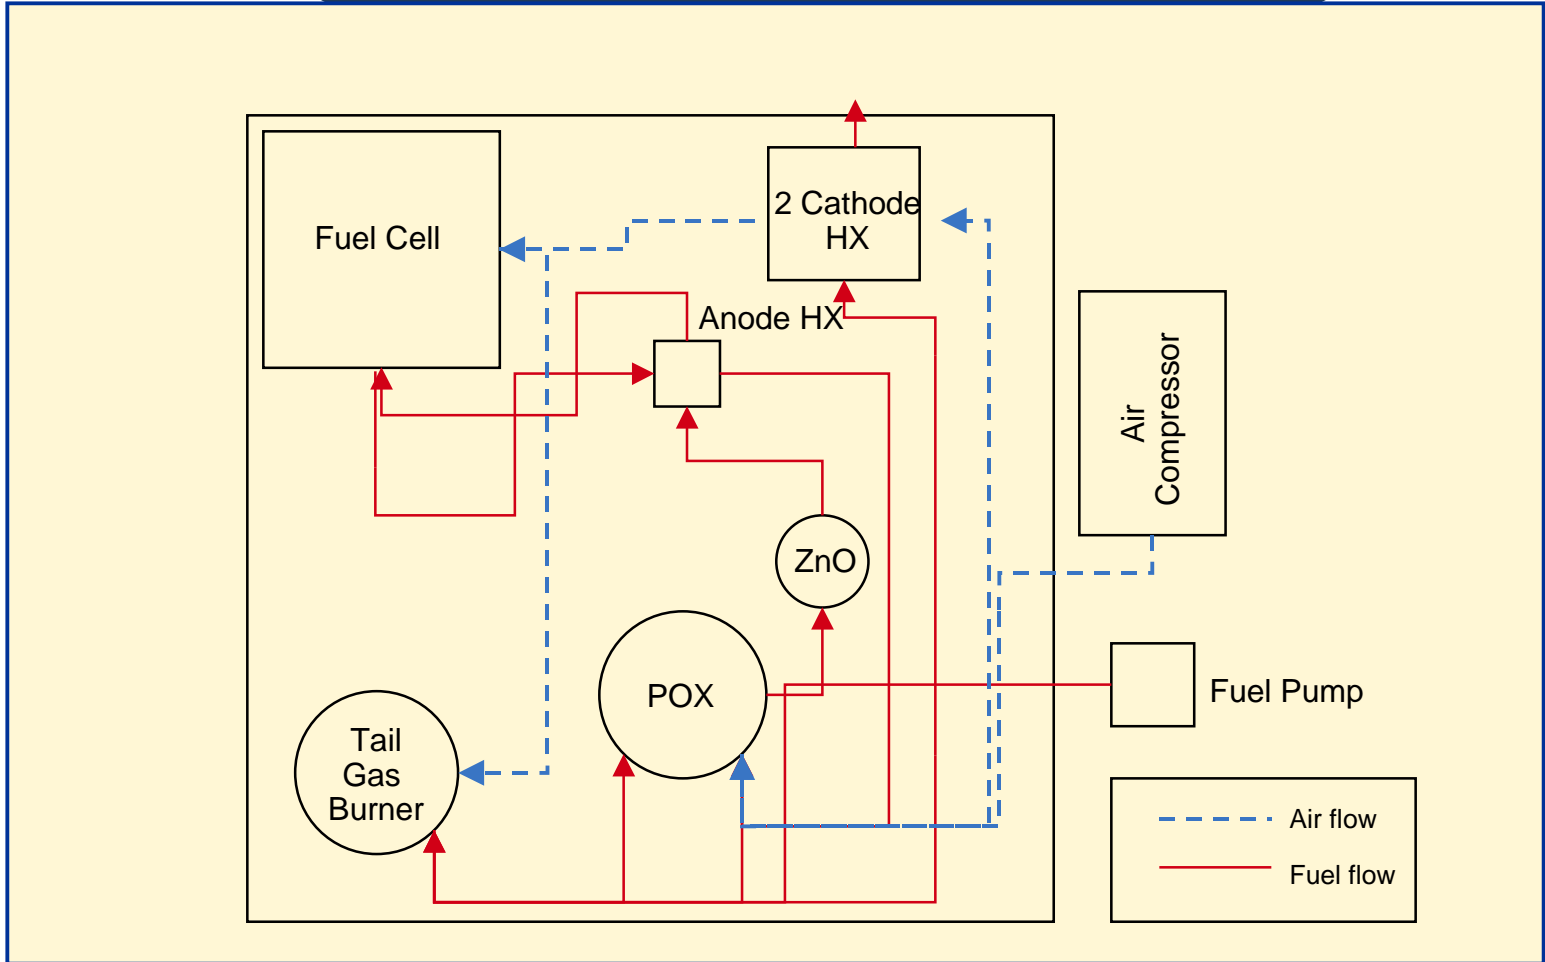 2 Cathode
HX
Fuel Cell
Anode HX
Air
Compressor
ZnO
POX
Fuel Pump
Tail
Gas
Burner
Air flow
Fuel flow